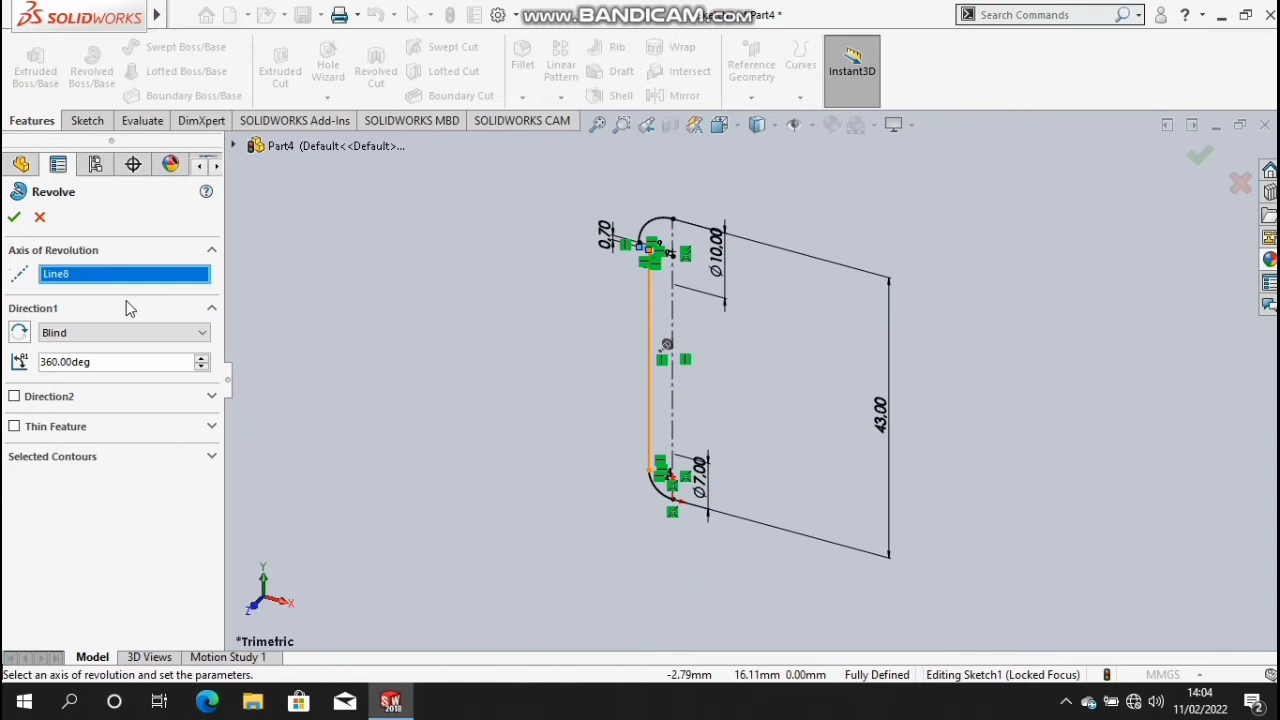 SOLIDWORKS
www.BANDICAM.com
Part4 *
Search Commands
?
Extruded Boss/Base
Revolved Boss/Base
Swept Boss/Base
Lofted Boss/Base
Boundary Boss/Base
Extruded Cut
Hole Wizard
Revolved Cut
Swept Cut
Lofted Cut
Boundary Cut
Fillet
Linear Pattern
Rib
Draft
Shell
Wrap
Intersect
Mirror
Reference Geometry
Curves
Instant3D
Features
Sketch
Evaluate
DimXpert
SOLIDWORKS Add-Ins
SOLIDWORKS MBD
SOLIDWORKS CAM
Part4 (Default<<Default>...
Revolve
Axis of Revolution
Line8
Direction1
Blind
360.00deg
Direction2
Thin Feature
Selected Contours
0,70
∅10,00
43,00
∅7,00
Y
X
Z
*Trimetric
Model
3D Views
Motion Study 1
Select an axis of revolution and set the parameters.
-2.79mm
16.11mm 0.00mm
Fully Defined
Editing Sketch1 (Locked Focus)
MMGS
SW
2018
14:04
11/02/2022
2